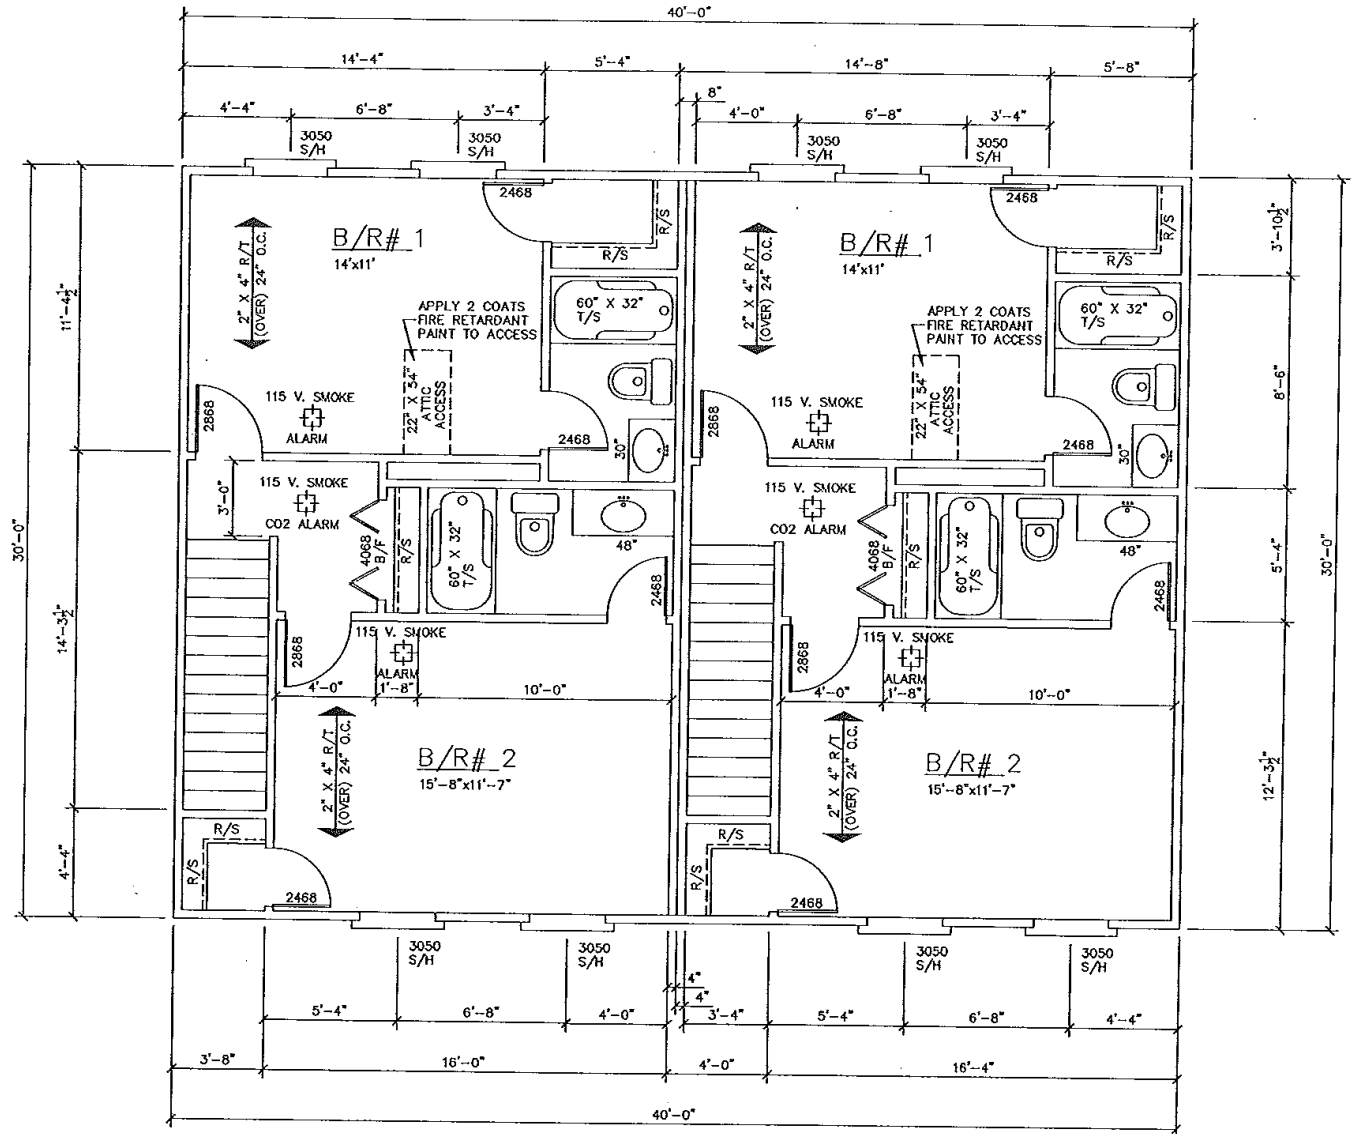 40'-0"
14'-4"
5'-4"
14'-8"
5'-8"
8"
4'-4"
6'-8"
3'-4"
4'-0"
6'-8"
3'-4"
3050
S/H
3050
S/H
3050
S/H
3050
S/H
2468
2468
R/S
R/S
R/S
R/S
B/R# 1
14'x11'
B/R# 1
14'x11'
2" X 4" R/T
(OVER) 24" O.C.
2" X 4" R/T
(OVER) 24" O.C.
3'-10½"
11'-4½"
60" X 32"
T/S
60" X 32"
T/S
APPLY 2 COATS
FIRE RETARDANT
PAINT TO ACCESS
APPLY 2 COATS
FIRE RETARDANT
PAINT TO ACCESS
22" X 54"
ATTIC
ACCESS
22" X 54"
ATTIC
ACCESS
8'-6"
2868
115 V. SMOKE
ALARM
2868
115 V. SMOKE
ALARM
2468
30"
2468
30"
3'-0"
115 V. SMOKE
CO2 ALARM
115 V. SMOKE
CO2 ALARM
4068
B/F
R/S
60" X 32"
T/S
48"
2468
4068
B/F
R/S
60" X 32"
T/S
48"
2468
5'-4"
30'-0"
30'-0"
14'-3½"
2868
115 V. SMOKE
ALARM
2868
115 V. SMOKE
ALARM
4'-0"
1'-8"
10'-0"
4'-0"
1'-8"
10'-0"
2" X 4" R/T
(OVER) 24" O.C.
B/R# 2
15'-8"x11'-7"
2" X 4" R/T
(OVER) 24" O.C.
B/R# 2
15'-8"x11'-7"
12'-3½"
4'-4"
R/S
R/S
2468
R/S
R/S
2468
3050
S/H
3050
S/H
3050
S/H
3050
S/H
4"
4"
5'-4"
6'-8"
4'-0"
3'-4"
5'-4"
6'-8"
4'-4"
3'-8"
16'-0"
4'-0"
16'-4"
40'-0"